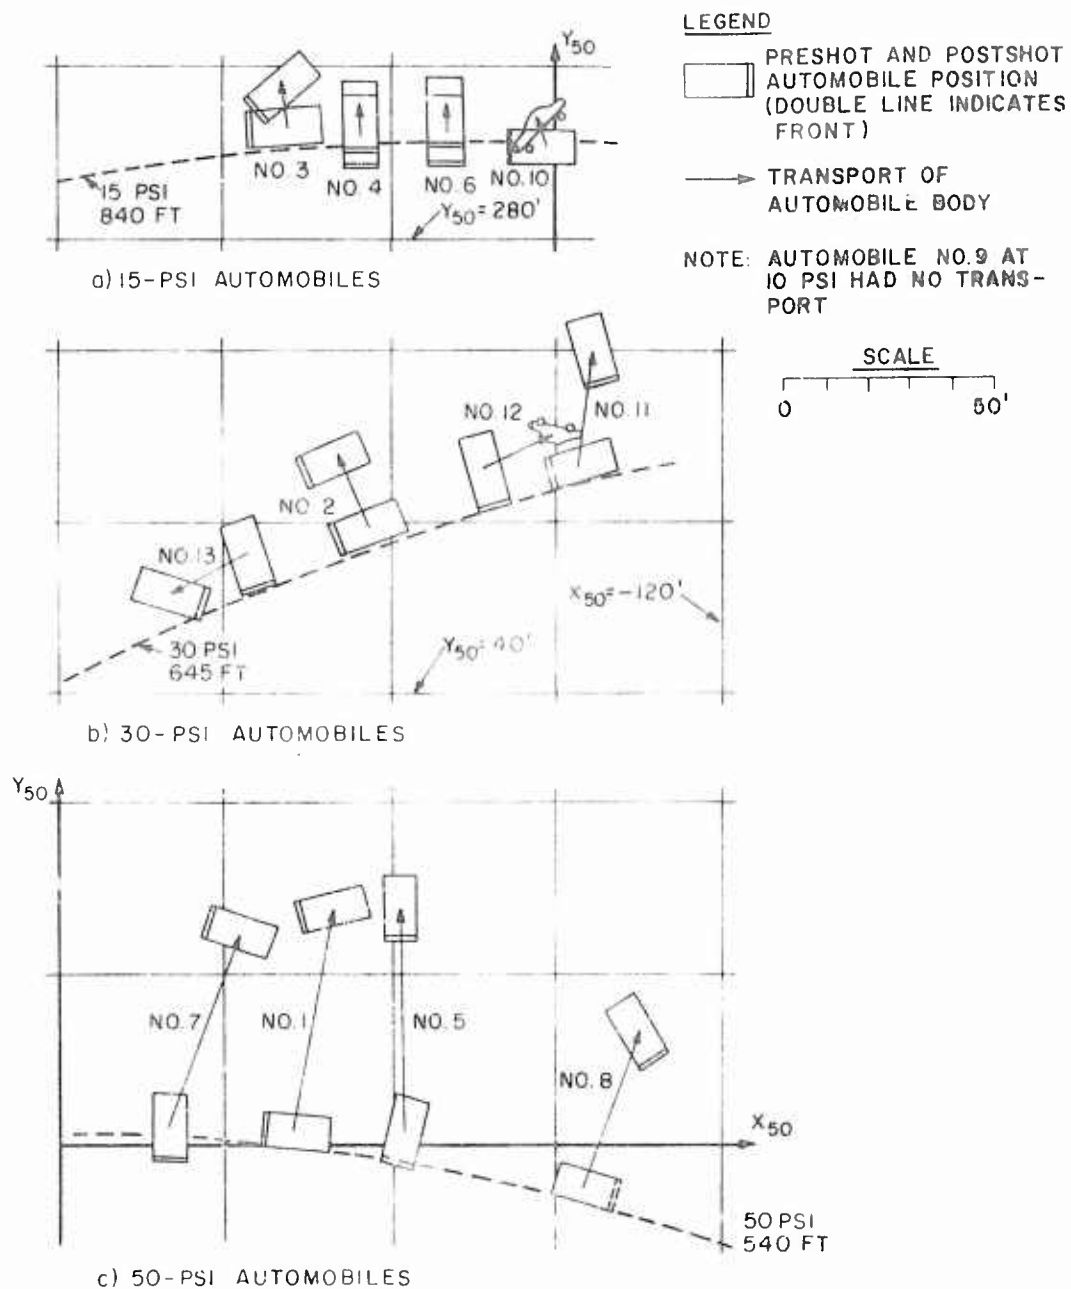 LEGEND
PRESHOT AND POSTSHOT
AUTOMOBILE POSITION
(DOUBLE LINE INDICATES
FRONT)
TRANSPORT OF
AUTOMOBILE BODY
NOTE: AUTOMOBILE NO. 9 AT
10 PSI HAD NO TRANS-
PORT
SCALE
0 50'
Y50
NO. 3
NO. 4
NO. 6
NO. 10
15 PSI
840 FT
Y50 = 280'
a) 15-PSI AUTOMOBILES
NO. 12
NO. 11
NO. 2
NO. 13
X50 = -120'
30 PSI
645 FT
Y50 = 40'
b) 30-PSI AUTOMOBILES
Y50
NO. 7
NO. 1
NO. 5
NO. 8
X50
50 PSI
540 FT
c) 50-PSI AUTOMOBILES